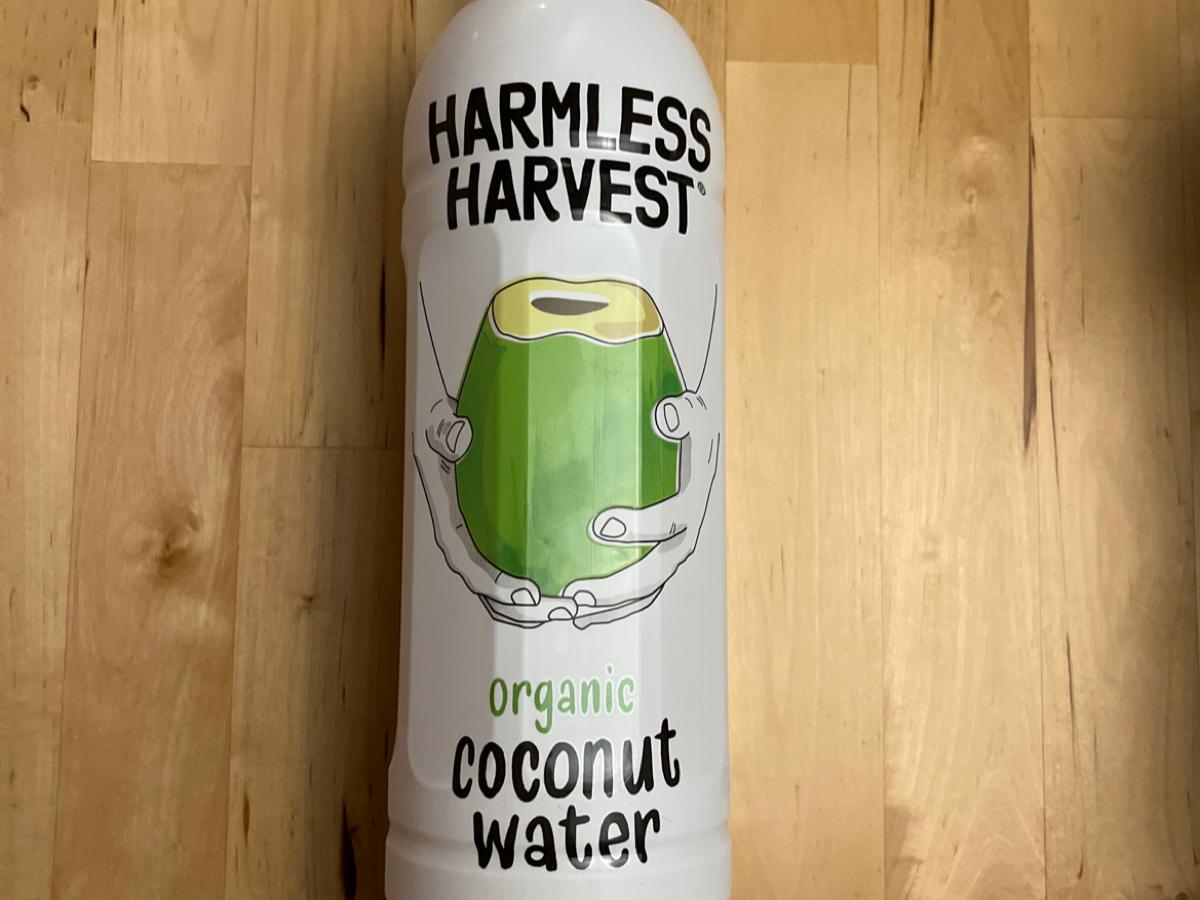 HARMLESS
HARVEST®
organic
coconut
water